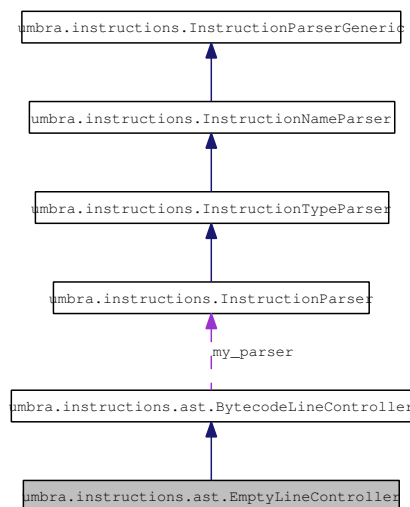 umbra.instructions.InstructionParserGeneric
umbra.instructions.InstructionNameParser
umbra.instructions.InstructionTypeParser
umbra.instructions.InstructionParser
my_parser
umbra.instructions.ast.BytecodeLineController
umbra.instructions.ast.EmptyLineController